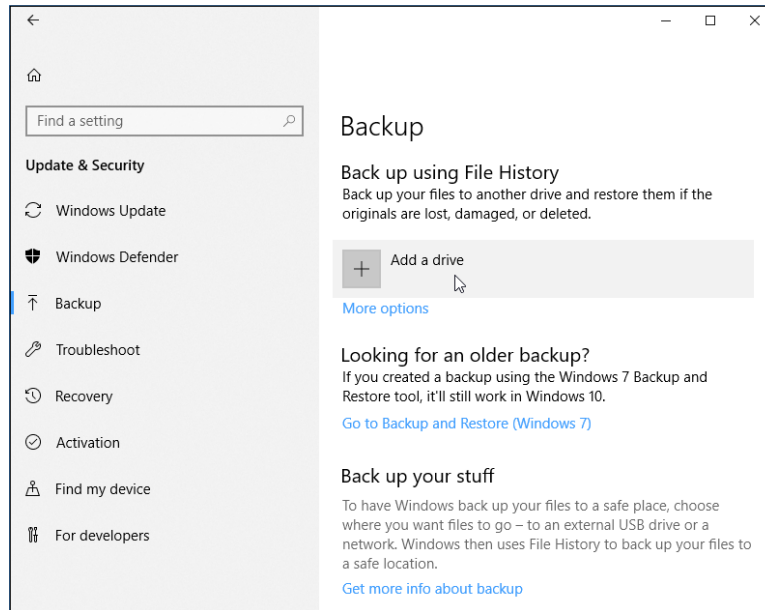 Find a setting
Update & Security
Windows Update
Windows Defender
Backup
Troubleshoot
Recovery
Activation
Find my device
For developers
Backup
Back up using File History
Back up your files to another drive and restore them if the
originals are lost, damaged, or deleted.
Add a drive
More options
Looking for an older backup?
If you created a backup using the Windows 7 Backup and
Restore tool, it'll still work in Windows 10.
Go to Backup and Restore (Windows 7)
Back up your stuff
To have Windows back up your files to a safe place, choose
where you want files to go – to an external USB drive or a
network. Windows then uses File History to back up your files to
a safe location.
Get more info about backup